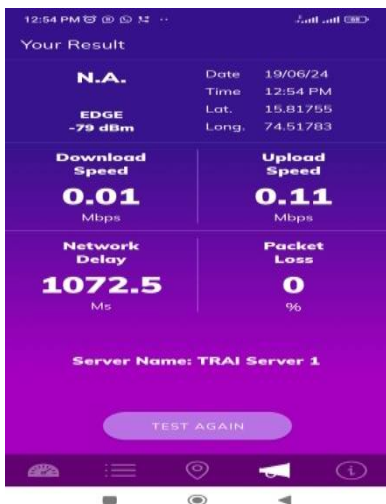 12:54 PM
Your Result
N.A.
EDGE
-79 dBm
Date 19/06/24
Time 12:54 PM
Lat. 15.81755
Long. 74.51783
Download Speed
0.01
Mbps
Upload Speed
0.11
Mbps
Network Delay
1072.5
Ms
Packet Loss
0
%
Server Name: TRAI Server 1
TEST AGAIN